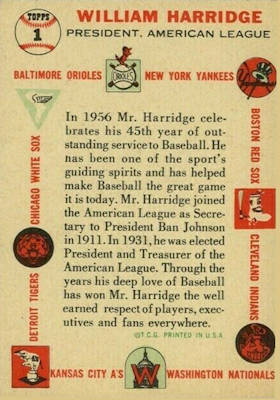 TOPPS
1
WILLIAM HARRIDGE
PRESIDENT, AMERICAN LEAGUE
BALTIMORE ORIOLES
ORIOLES
NEW YORK YANKEES
CHICAGO WHITE SOX
DETROIT TIGERS
In 1956 Mr. Harridge cele-
brates his 45th year of out-
standing service to Baseball. He
has been one of the sport's
guiding spirits and has helped
make Baseball the great game
it is today. Mr. Harridge joined
the American League as Secre-
tary to President Ban Johnson
in 1911. In 1931, he was elected
President and Treasurer of the
American League. Through the
years his deep love of Baseball
has won Mr. Harridge the well
earned respect of players, exec-
utives and fans everywhere.
©T.C.G. PRINTED IN U.S.A.
BOSTON RED SOX
CLEVELAND INDIANS
KANSAS CITY A'S
W
WASHINGTON NATIONALS